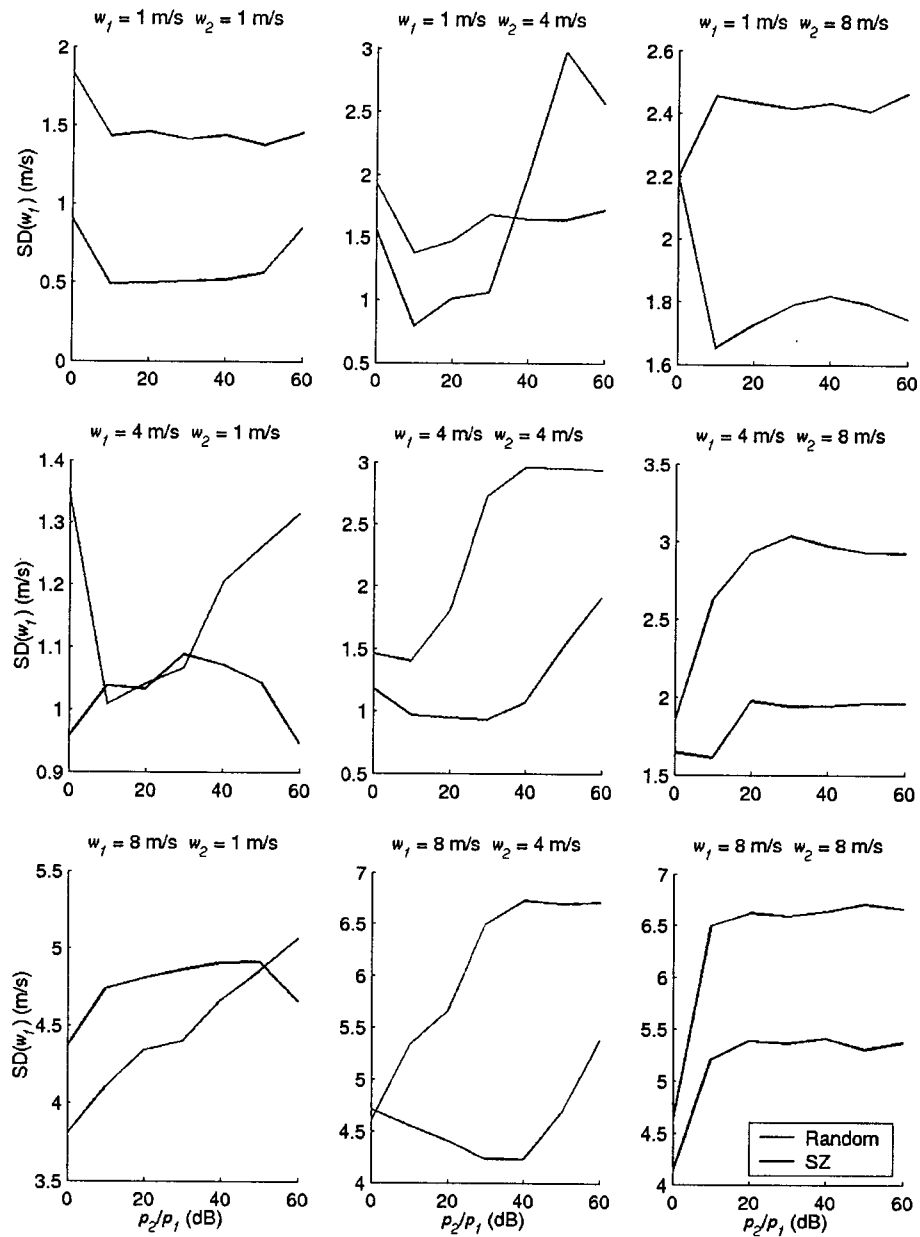 w1 = 1 m/s w2 = 1 m/s
2
1.5
1
0.5
0
SD(w1) (m/s)
0 20 40 60
w1 = 1 m/s w2 = 4 m/s
3
2.5
2
1.5
1
0.5
0 20 40 60
w1 = 1 m/s w2 = 8 m/s
2.6
2.4
2.2
2
1.8
1.6
0 20 40 60
w1 = 4 m/s w2 = 1 m/s
1.4
1.3
1.2
1.1
1
0.9
SD(w1) (m/s)
0 20 40 60
w1 = 4 m/s w2 = 4 m/s
3
2.5
2
1.5
1
0.5
0 20 40 60
w1 = 4 m/s w2 = 8 m/s
3.5
3
2.5
2
1.5
0 20 40 60
w1 = 8 m/s w2 = 1 m/s
5.5
5
4.5
4
3.5
SD(w1) (m/s)
0 20 40 60
p2/p1 (dB)
w1 = 8 m/s w2 = 4 m/s
7
6.5
6
5.5
5
4.5
4
0 20 40 60
p2/p1 (dB)
w1 = 8 m/s w2 = 8 m/s
7
6.5
6
5.5
5
4.5
4
Random
SZ
0 20 40 60
p2/p1 (dB)